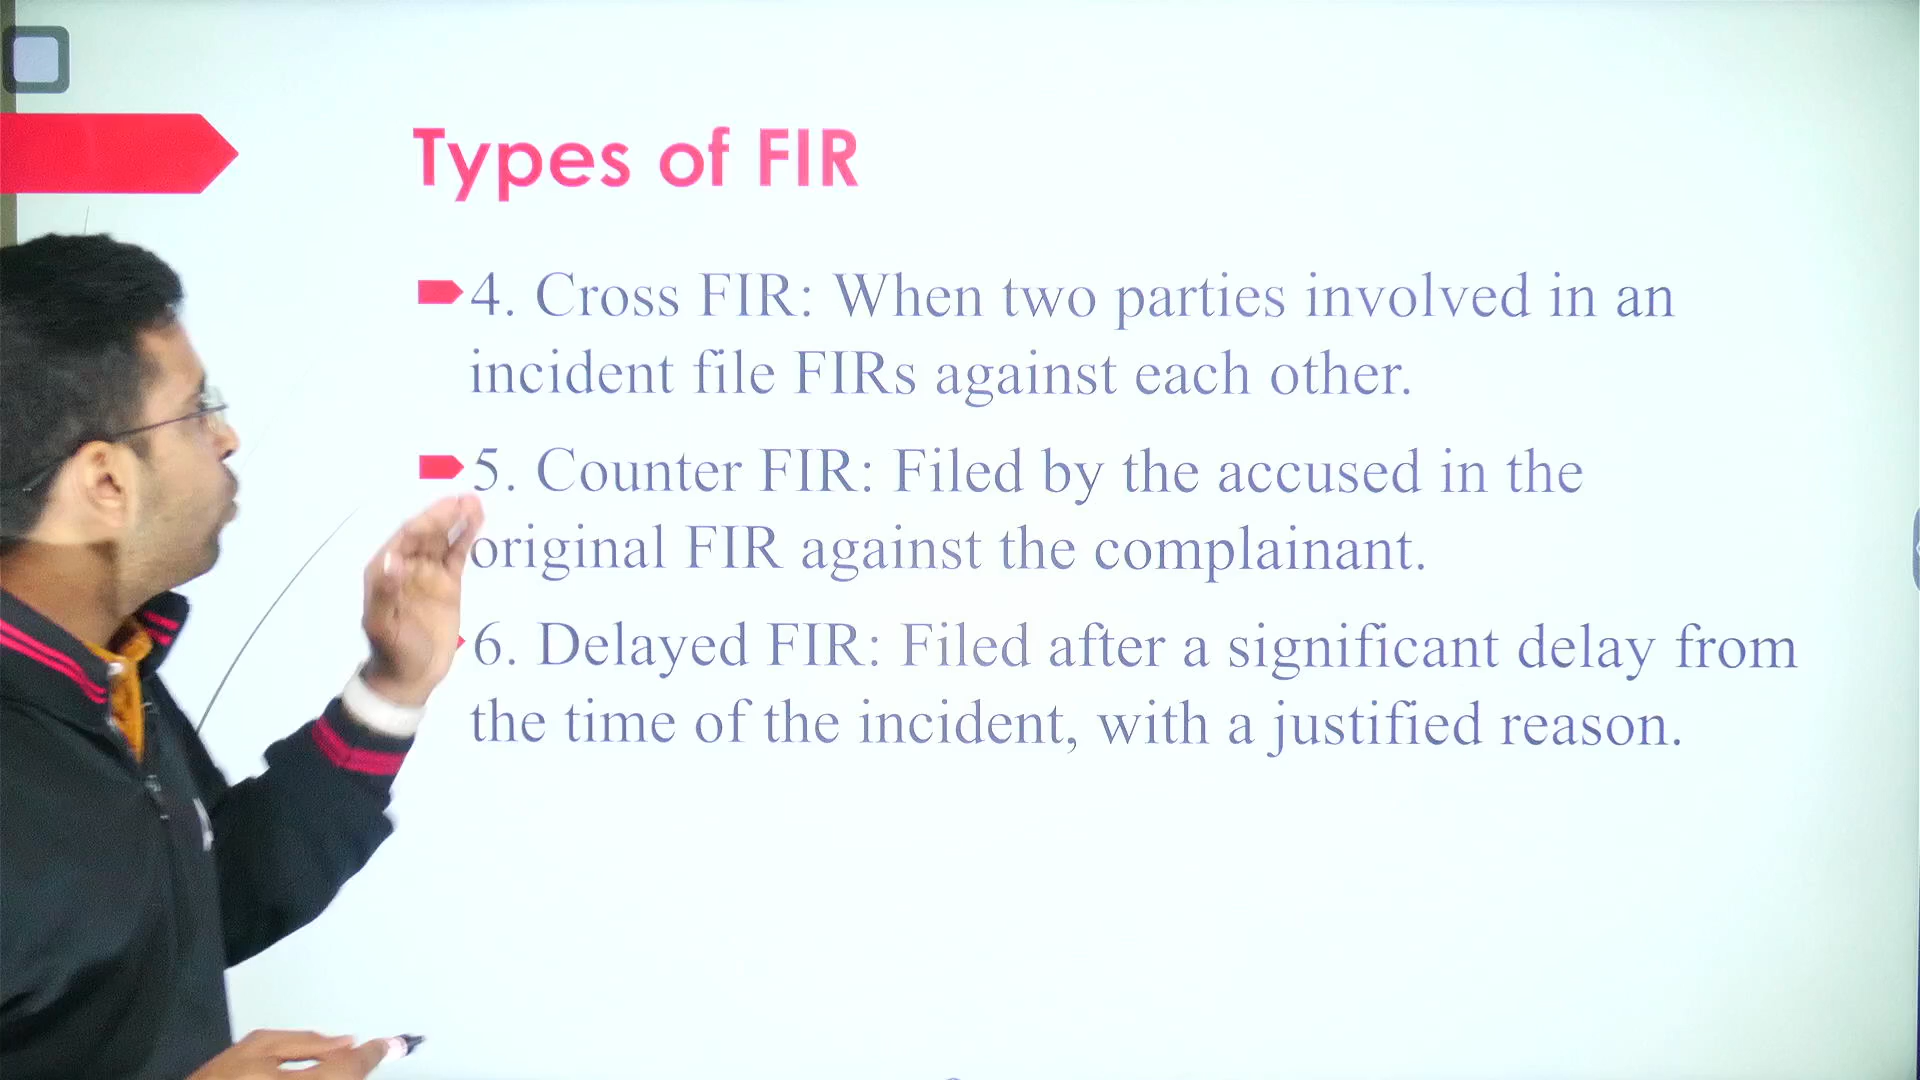 Types of FIR
4. Cross FIR: When two parties involved in an
incident file FIRs against each other.
5. Counter FIR: Filed by the accused in the
original FIR against the complainant.
6. Delayed FIR: Filed after a significant delay from
the time of the incident, with a justified reason.